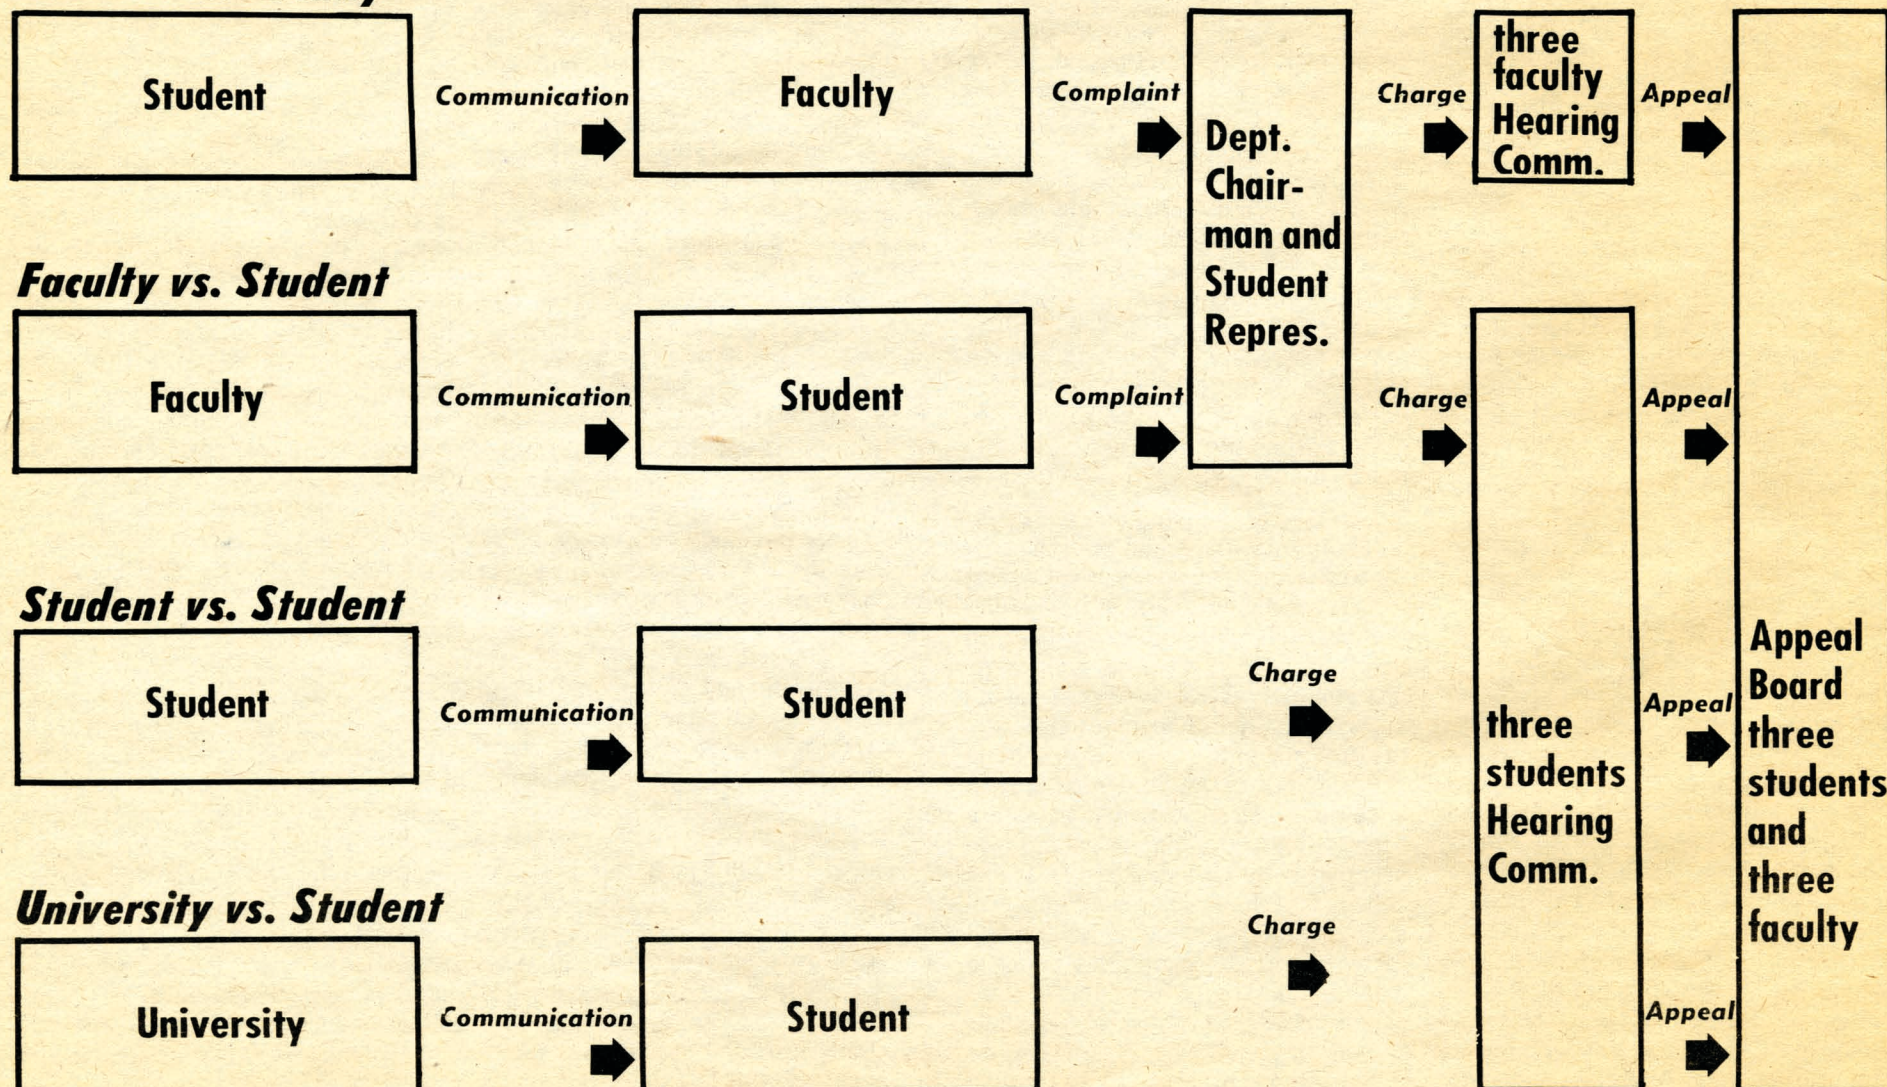 Student
Communication
Faculty
Complaint
Dept.
Chair-
man and
Student
Repres.
Charge
three
faculty
Hearing
Comm.
Appeal
Faculty vs. Student
Faculty
Communication
Student
Complaint
Charge
Appeal
Student vs. Student
Student
Communication
Student
Charge
three
students
Hearing
Comm.
Appeal
Appeal
Board
three
students
and
three
faculty
University vs. Student
University
Communication
Student
Charge
Appeal